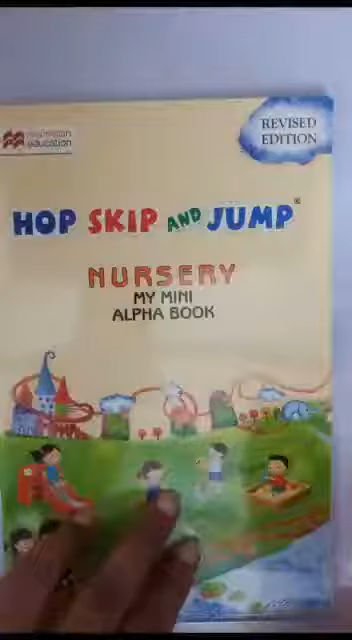 macmillan
education
REVISED
EDITION
HOP SKIP AND JUMP®
NURSERY
MY MINI
ALPHA BOOK